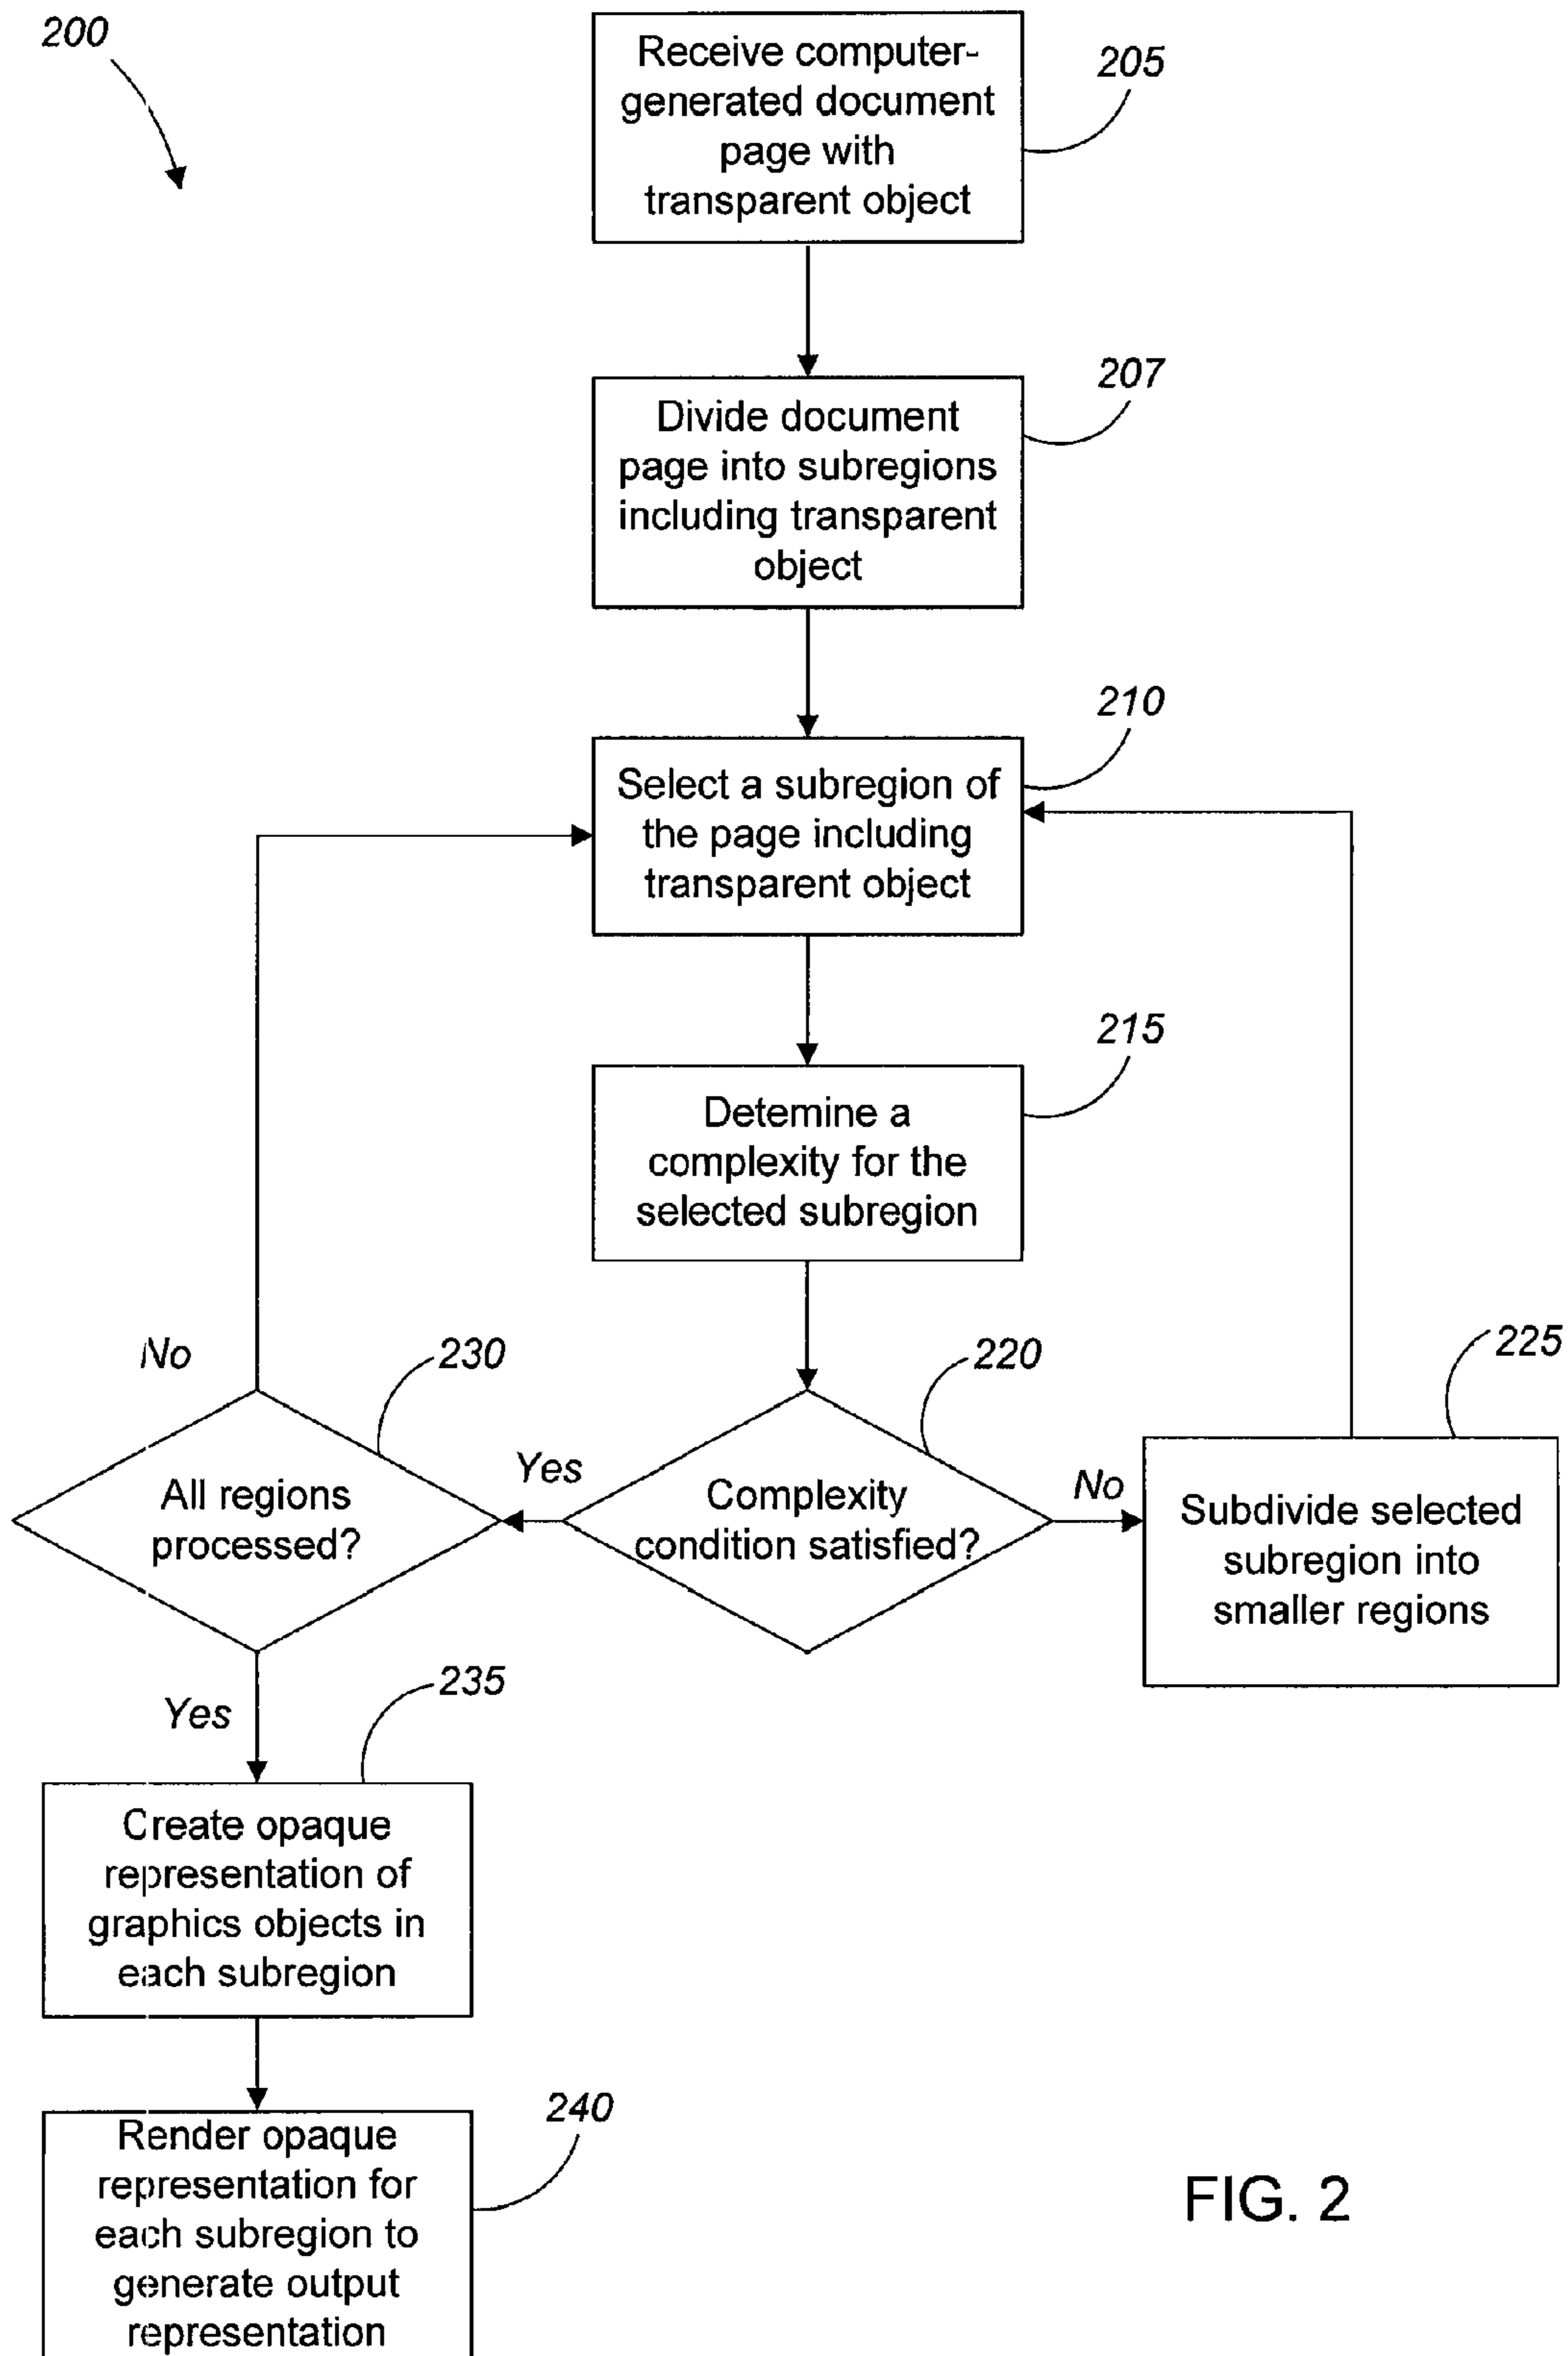 200
Receive computer-
generated document
page with
transparent object
205
Divide document
page into subregions
including transparent
object
207
Select a subregion of
the page including
transparent object
210
Detemine a
complexity for the
selected subregion
215
No
230
220
225
All regions
processed?
Yes
Complexity
condition satisfied?
No
Subdivide selected
subregion into
smaller regions
Yes
235
Create opaque
representation of
graphics objects in
each subregion
240
Render opaque
representation for
each subregion to
generate output
representation
FIG. 2